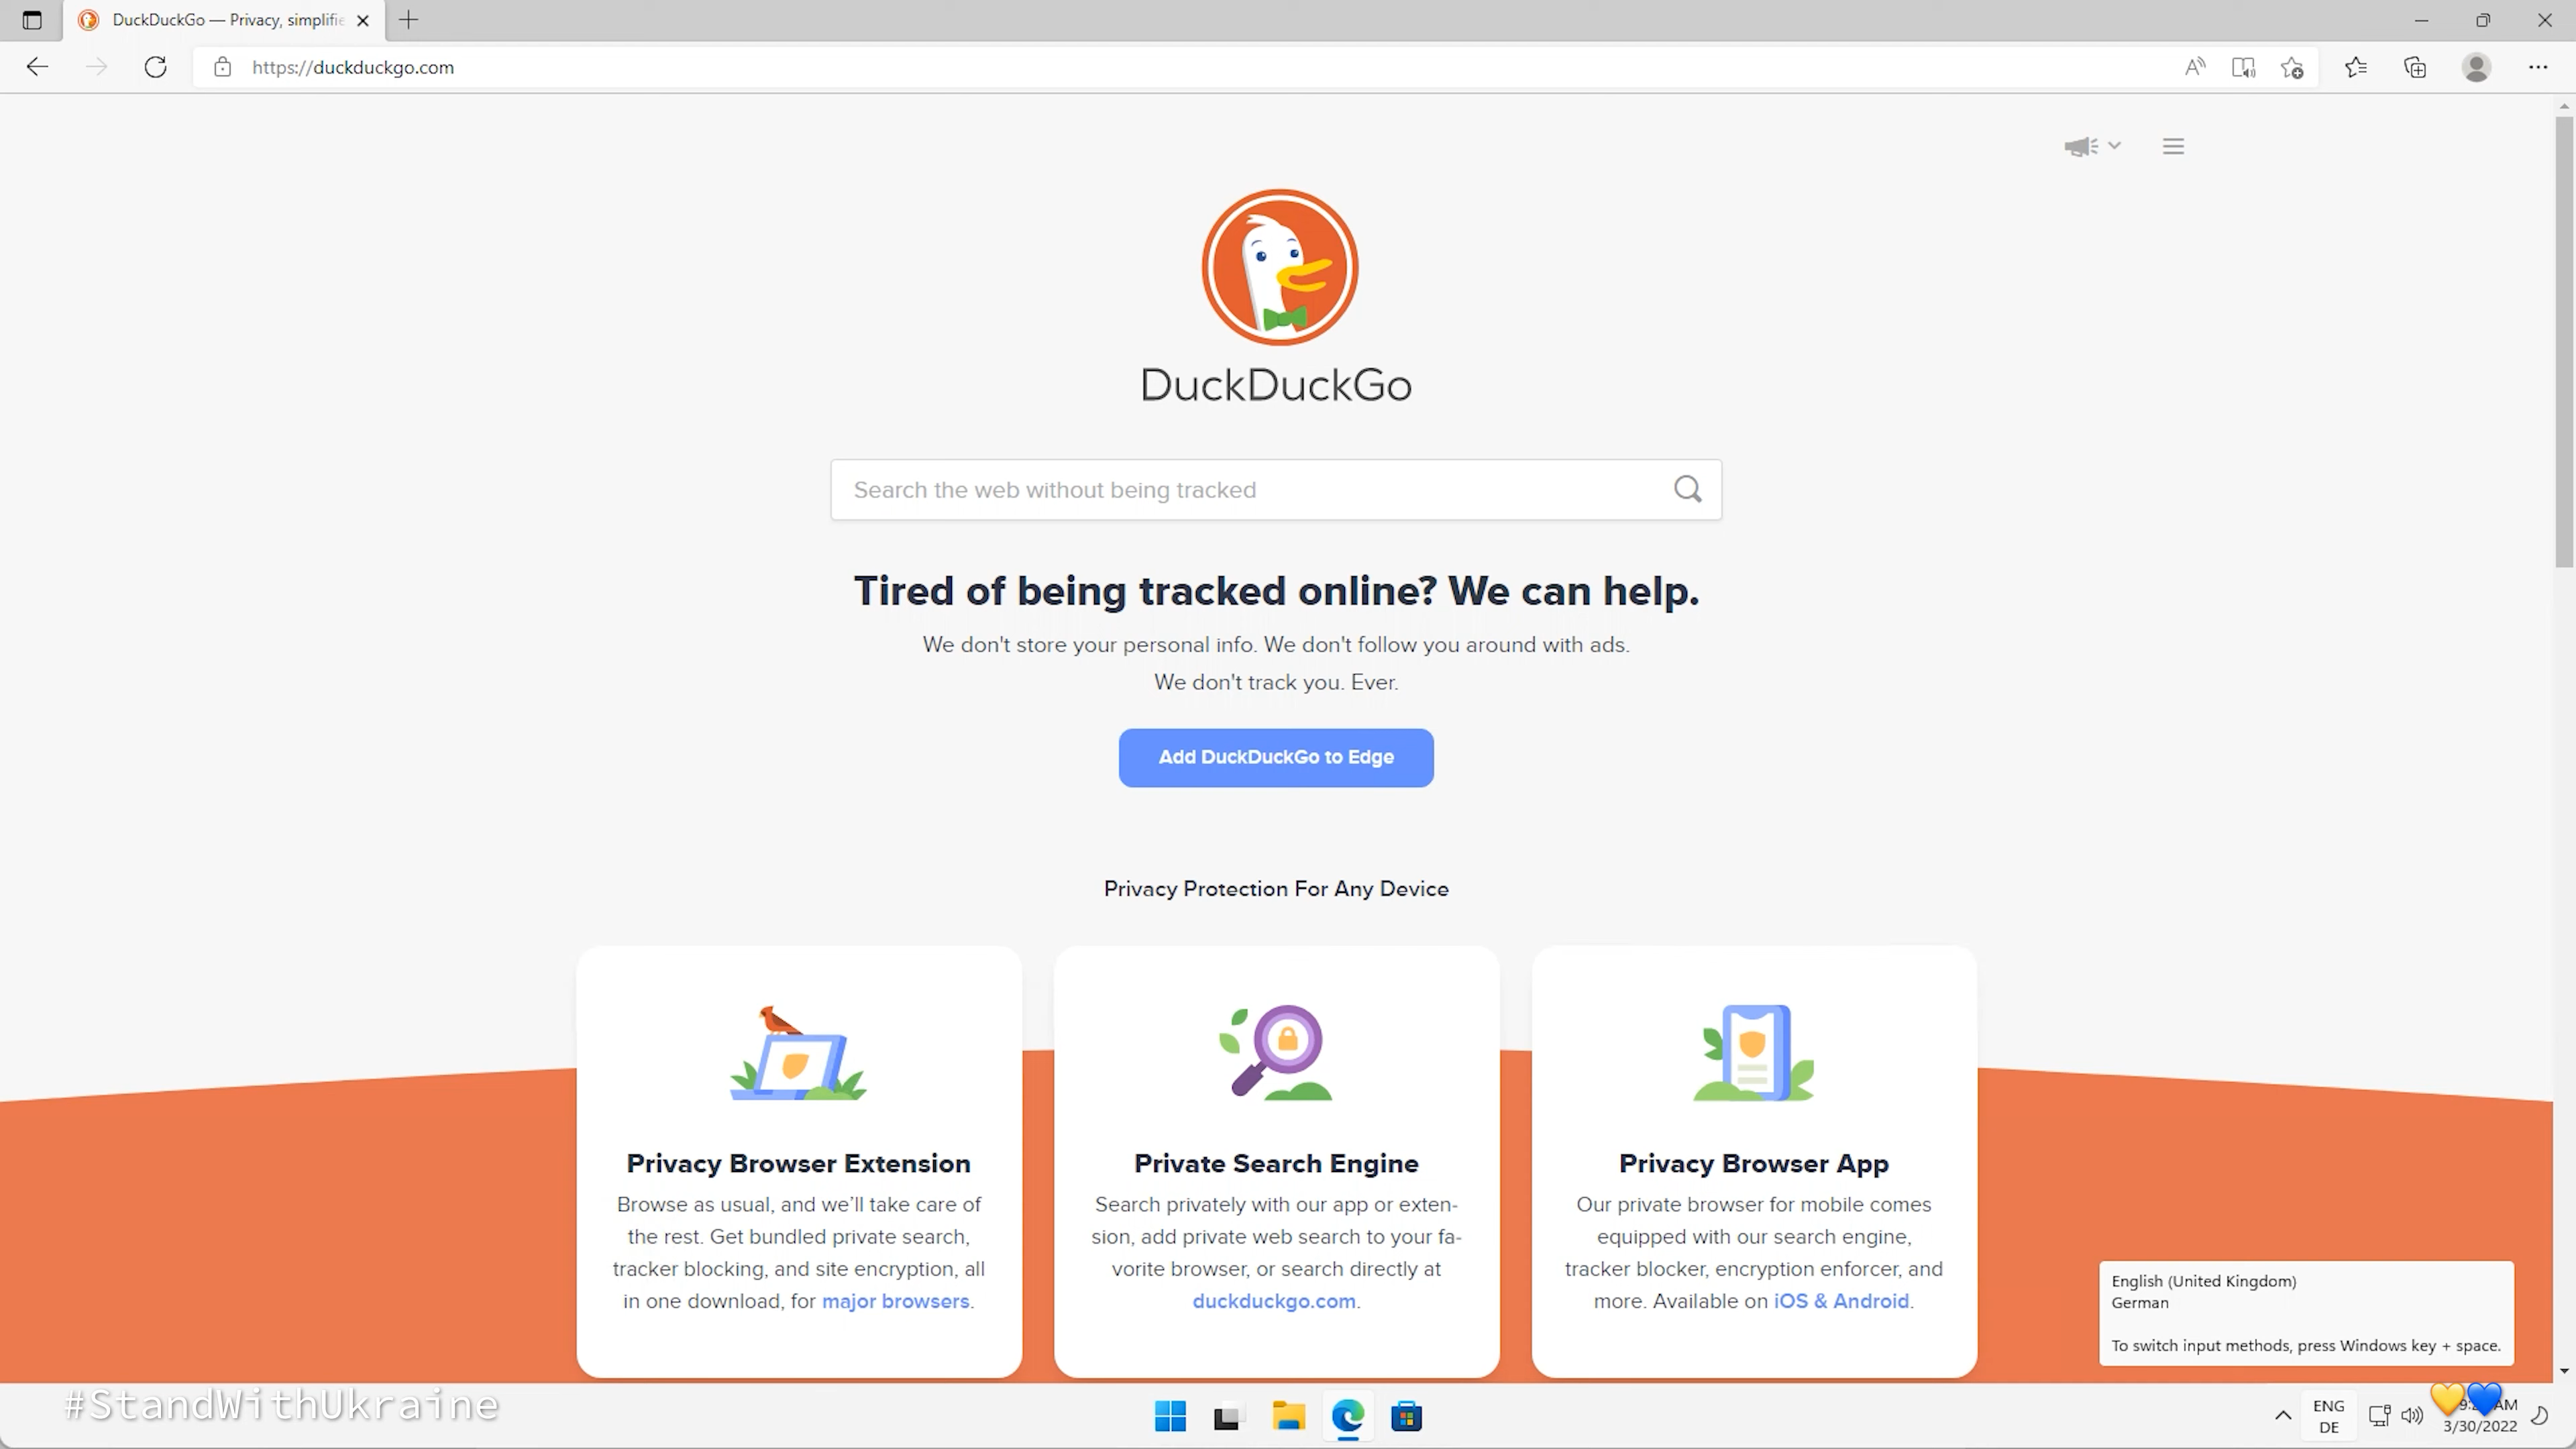 DuckDuckGo — Privacy, simplifie
https://duckduckgo.com
DuckDuckGo
Search the web without being tracked
Tired of being tracked online? We can help.
We don't store your personal info. We don't follow you around with ads.
We don't track you. Ever.
Add DuckDuckGo to Edge
Privacy Protection For Any Device
Privacy Browser Extension
Browse as usual, and we’ll take care of
the rest. Get bundled private search,
tracker blocking, and site encryption, all
in one download, for major browsers.
Private Search Engine
Search privately with our app or exten-
sion, add private web search to your fa-
vorite browser, or search directly at
duckduckgo.com.
Privacy Browser App
Our private browser for mobile comes
equipped with our search engine,
tracker blocker, encryption enforcer, and
more. Available on iOS & Android.
English (United Kingdom)
German
To switch input methods, press Windows key + space.
#StandWithUkraine
ENG
DE
AM
3/30/2022